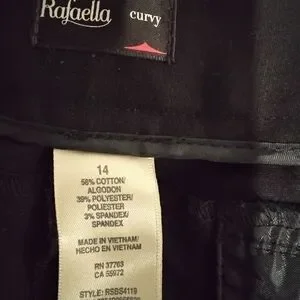 Rafaella
curvy
14
58% COTTON/
ALGODON
39% POLYESTER/
POLIESTER
3% SPANDEX/
SPANDEX
MADE IN VIETNAM/
HECHO EN VIETNAM
RN 37763
CA 55972
STYLE: RSBS4119